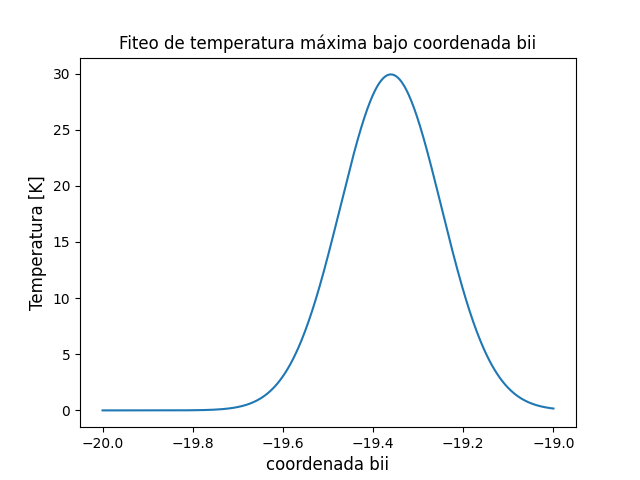 Fiteo de temperatura máxima bajo coordenada bii
Temperatura [K]
30
25
20
15
10
5
0
−20.0 −19.8 −19.6 −19.4 −19.2 −19.0
coordenada bii